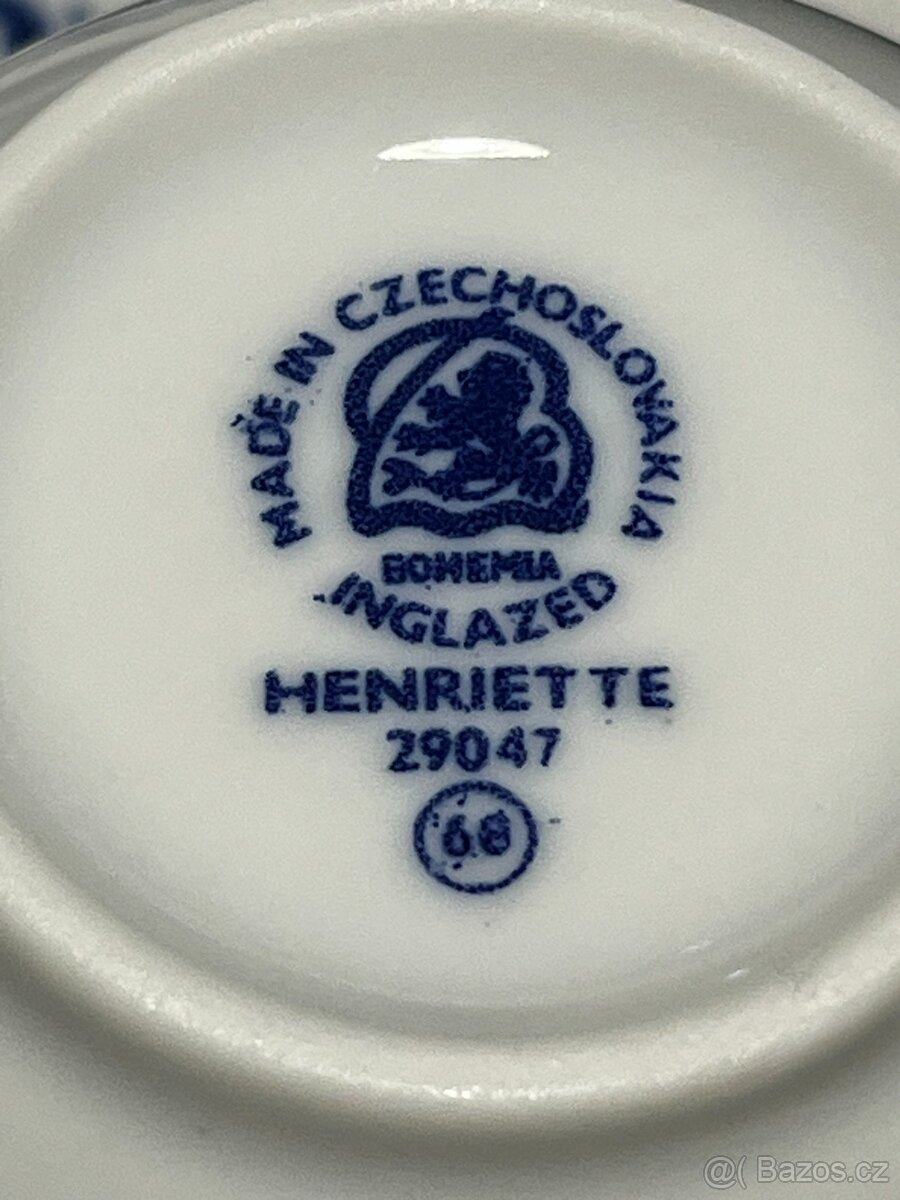 MADE IN CZECHOSLOVAKIA
BOHEMIA
INGLAZED
HENRIETTE
29047
68
@( Bazos.cz